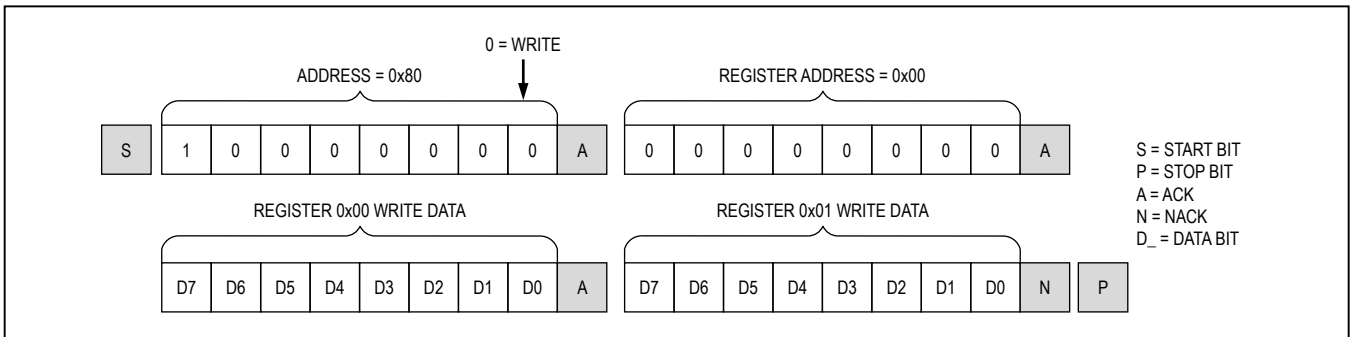 0 = WRITE
ADDRESS = 0x80
REGISTER ADDRESS = 0x00
S 1 0 0 0 0 0 0 0 A 0 0 0 0 0 0 0 0 A
REGISTER 0x00 WRITE DATA
REGISTER 0x01 WRITE DATA
D7 D6 D5 D4 D3 D2 D1 D0 A D7 D6 D5 D4 D3 D2 D1 D0 N P
S = START BIT
P = STOP BIT
A = ACK
N = NACK
D_ = DATA BIT